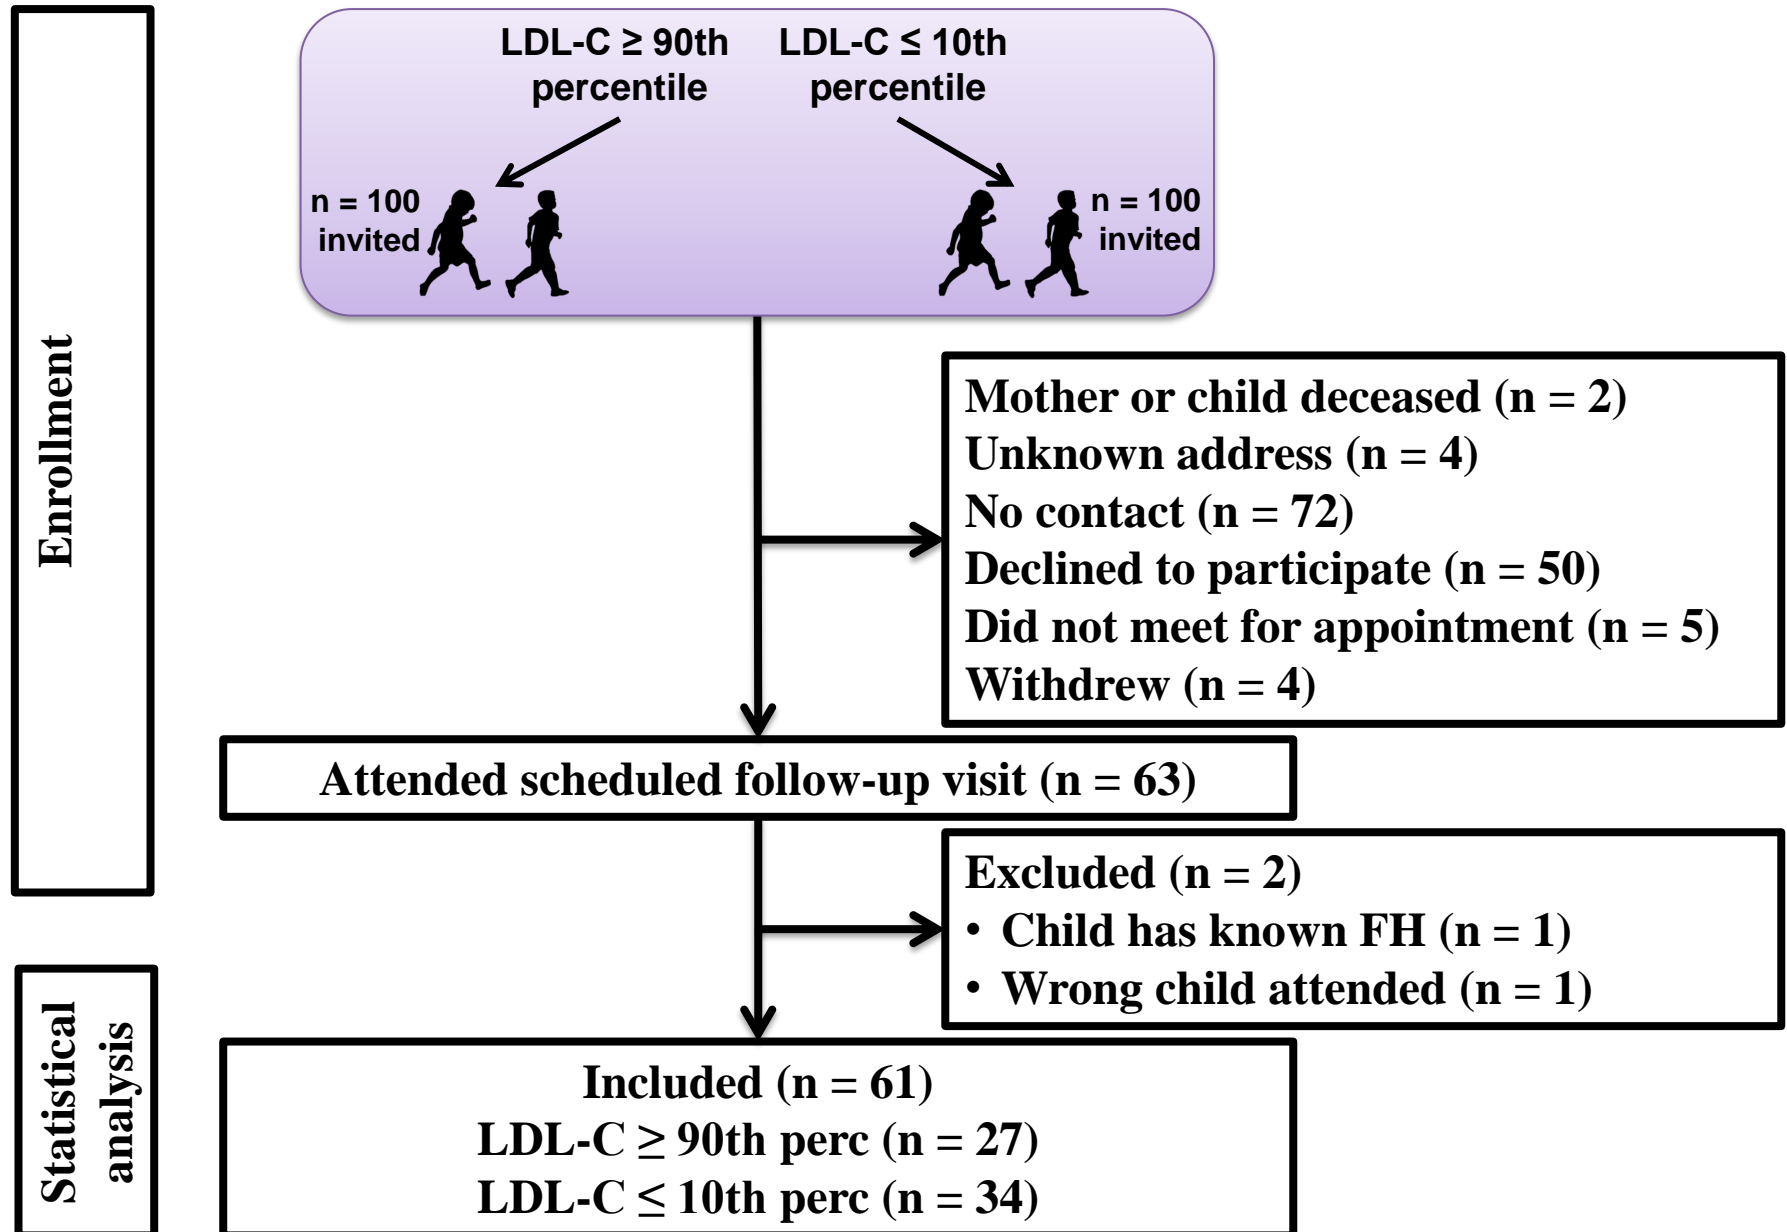 Enrollment
LDL-C ≥ 90th
percentile
LDL-C ≤ 10th
percentile
n = 100
invited
n = 100
invited
Mother or child deceased (n = 2)
Unknown address (n = 4)
No contact (n = 72)
Declined to participate (n = 50)
Did not meet for appointment (n = 5)
Withdrew (n = 4)
Attended scheduled follow-up visit (n = 63)
Excluded (n = 2)
• Child has known FH (n = 1)
• Wrong child attended (n = 1)
Statistical
analysis
Included (n = 61)
LDL-C ≥ 90th perc (n = 27)
LDL-C ≤ 10th perc (n = 34)